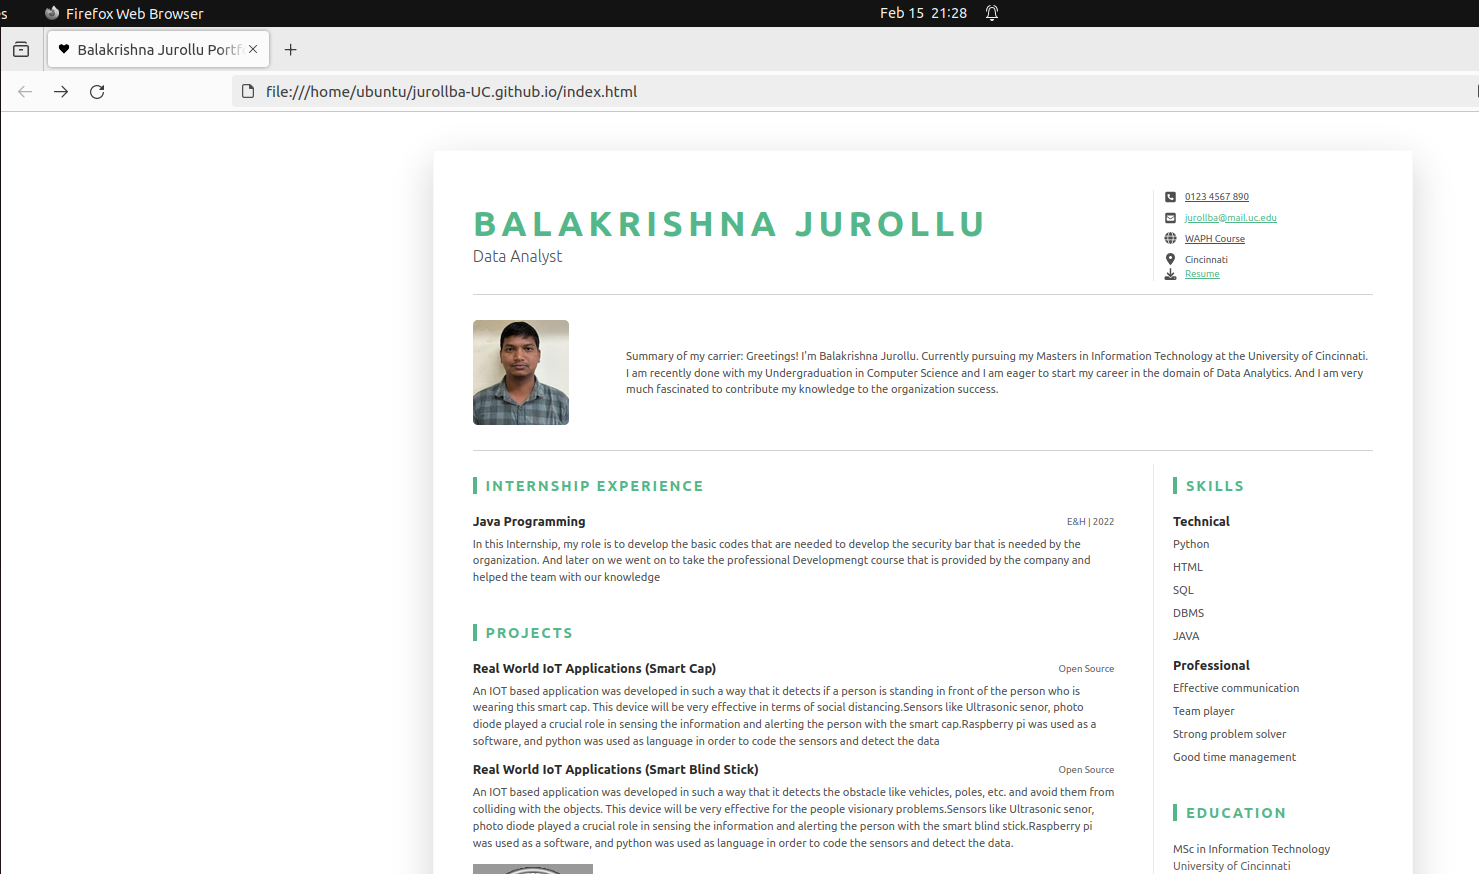 Firefox Web Browser
Feb 15 21:28
Balakrishna Jurollu Portf
file:///home/ubuntu/jurollba-UC.github.io/index.html
BALAKRISHNA JUROLLU
Data Analyst
0123 4567 890
jurollba@mail.uc.edu
WAPH Course
Cincinnati
Resume
Summary of my carrier: Greetings! I'm Balakrishna Jurollu. Currently pursuing my Masters in Information Technology at the University of Cincinnati.
I am recently done with my Undergraduation in Computer Science and I am eager to start my career in the domain of Data Analytics. And I am very
much fascinated to contribute my knowledge to the organization success.
INTERNSHIP EXPERIENCE
Java Programming
E&H | 2022
In this Internship, my role is to develop the basic codes that are needed to develop the security bar that is needed by the
organization. And later on we went on to take the professional Developmengt course that is provided by the company and
helped the team with our knowledge
PROJECTS
Real World IoT Applications (Smart Cap)
Open Source
An IOT based application was developed in such a way that it detects if a person is standing in front of the person who is
wearing this smart cap. This device will be very effective in terms of social distancing.Sensors like Ultrasonic senor, photo
diode played a crucial role in sensing the information and alerting the person with the smart cap.Raspberry pi was used as a
software, and python was used as language in order to code the sensors and detect the data
Real World IoT Applications (Smart Blind Stick)
Open Source
An IOT based application was developed in such a way that it detects the obstacle like vehicles, poles, etc. and avoid them from
colliding with the objects. This device will be very effective for the people visionary problems.Sensors like Ultrasonic senor,
photo diode played a crucial role in sensing the information and alerting the person with the smart blind stick.Raspberry pi
was used as a software, and python was used as language in order to code the sensors and detect the data.
SKILLS
Technical
Python
HTML
SQL
DBMS
JAVA
Professional
Effective communication
Team player
Strong problem solver
Good time management
EDUCATION
MSc in Information Technology
University of Cincinnati